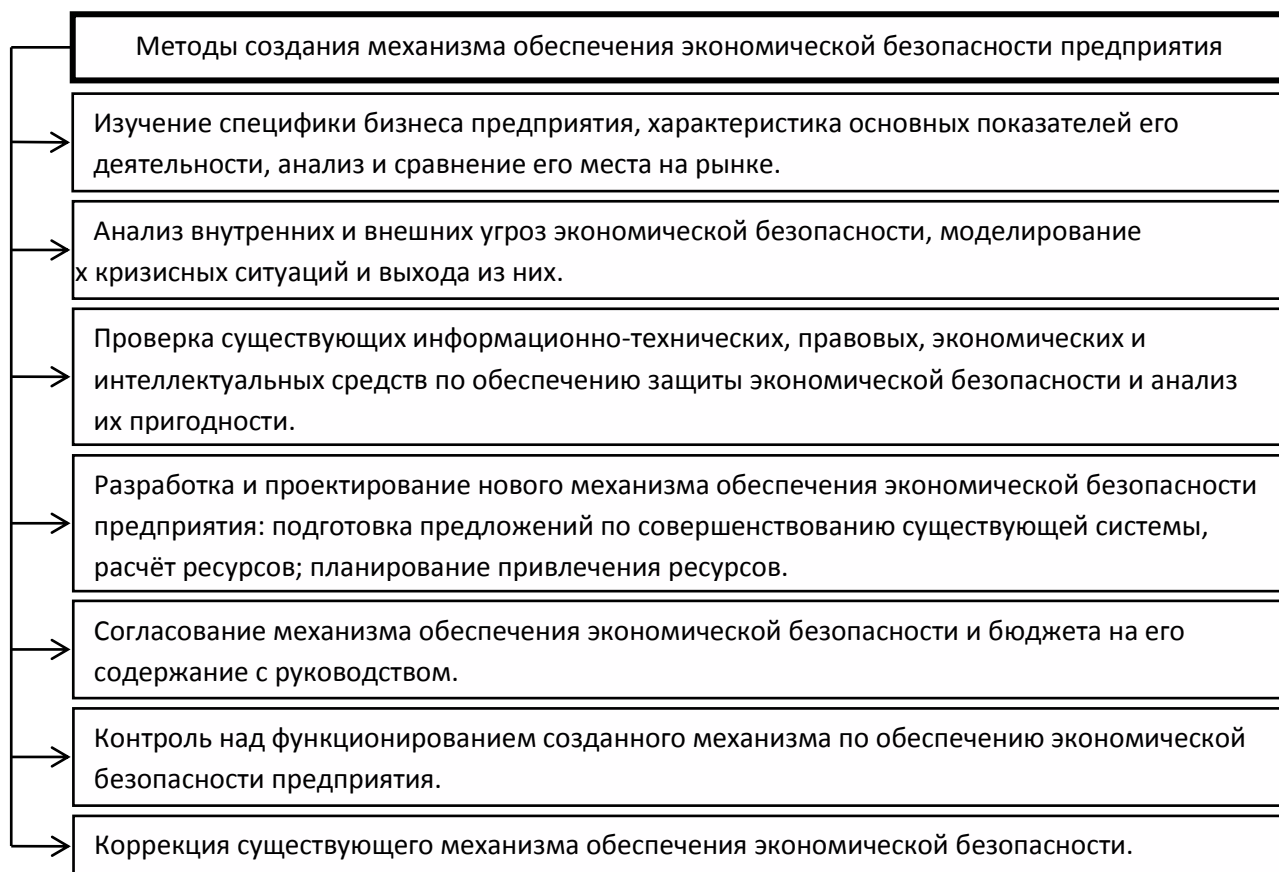 Методы создания механизма обеспечения экономической безопасности предприятия
Изучение специфики бизнеса предприятия, характеристика основных показателей его
деятельности, анализ и сравнение его места на рынке.
Анализ внутренних и внешних угроз экономической безопасности, моделирование
х кризисных ситуаций и выхода из них.
Проверка существующих информационно-технических, правовых, экономических и
интеллектуальных средств по обеспечению защиты экономической безопасности и анализ
их пригодности.
Разработка и проектирование нового механизма обеспечения экономической безопасности
предприятия: подготовка предложений по совершенствованию существующей системы,
расчёт ресурсов; планирование привлечения ресурсов.
Согласование механизма обеспечения экономической безопасности и бюджета на его
содержание с руководством.
Контроль над функционированием созданного механизма по обеспечению экономической
безопасности предприятия.
Коррекция существующего механизма обеспечения экономической безопасности.